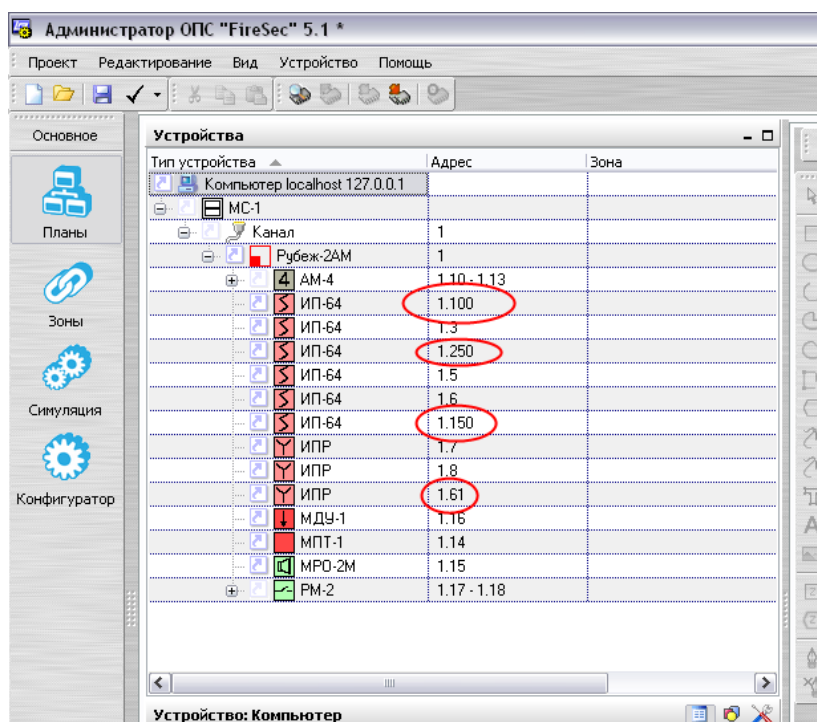 Администратор ОПС "FireSec" 5.1 *
Проект Редактирование Вид Устройство Помощь
Основное
Планы
Зоны
Симуляция
Конфигуратор
Устройства
Тип устройства Адрес Зона
Компьютер localhost 127.0.0.1
МС-1
Канал 1
Рубеж-2АМ 1
4 АМ-4 1.10 - 1.13
ИП-64 1.100
ИП-64 1.3
ИП-64 1.250
ИП-64 1.5
ИП-64 1.6
ИП-64 1.150
ИПР 1.7
ИПР 1.8
ИПР 1.61
МДУ-1 1.16
МПТ-1 1.14
МРО-2М 1.15
РМ-2 1.17 - 1.18
Устройство: Компьютер